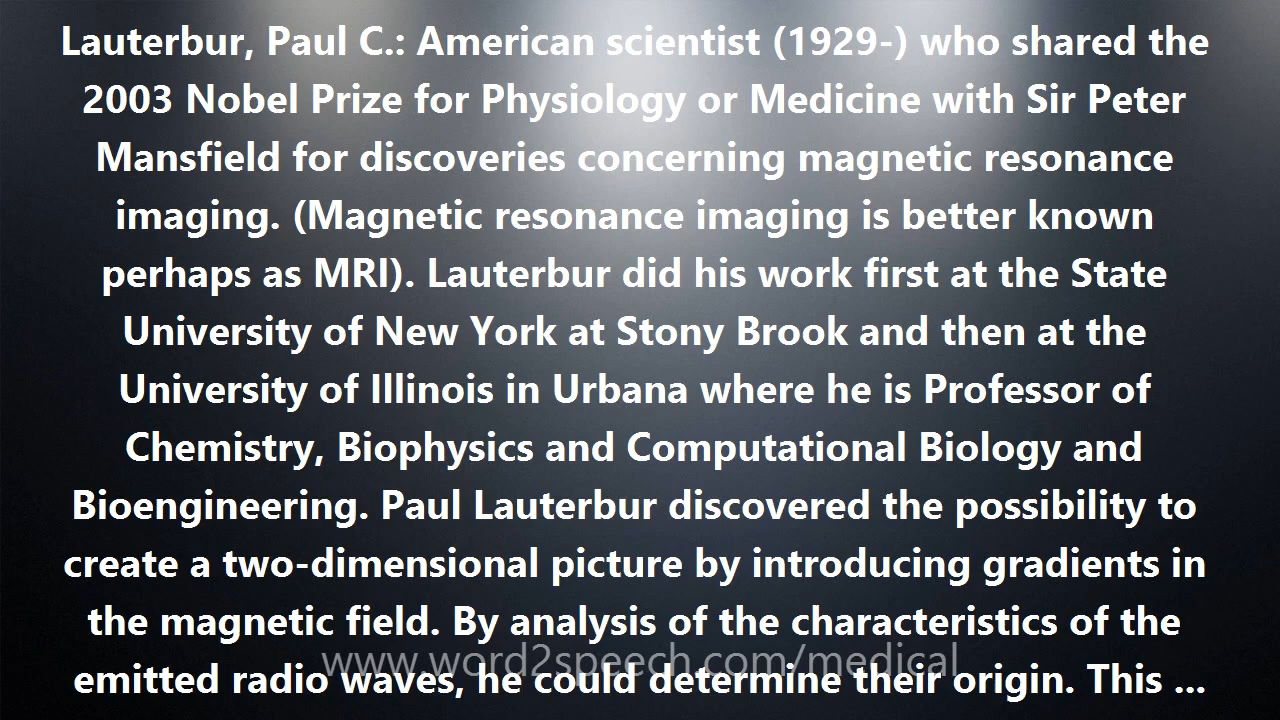 Lauterbur, Paul C.: American scientist (1929-) who shared the
2003 Nobel Prize for Physiology or Medicine with Sir Peter
Mansfield for discoveries concerning magnetic resonance
imaging. (Magnetic resonance imaging is better known
perhaps as MRI). Lauterbur did his work first at the State
University of New York at Stony Brook and then at the
University of Illinois in Urbana where he is Professor of
Chemistry, Biophysics and Computational Biology and
Bioengineering. Paul Lauterbur discovered the possibility to
create a two-dimensional picture by introducing gradients in
the magnetic field. By analysis of the characteristics of the
www.word2speech.com/medical
emitted radio waves, he could determine their origin. This ...